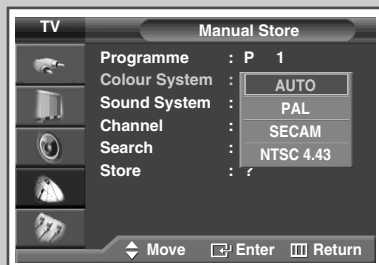 TV Manual Store
Programme : P 1
Colour System :
AUTO
Sound System :
PAL
Channel :
SECAM
Search :
NTSC 4.43
Store : ?
Move Enter Return